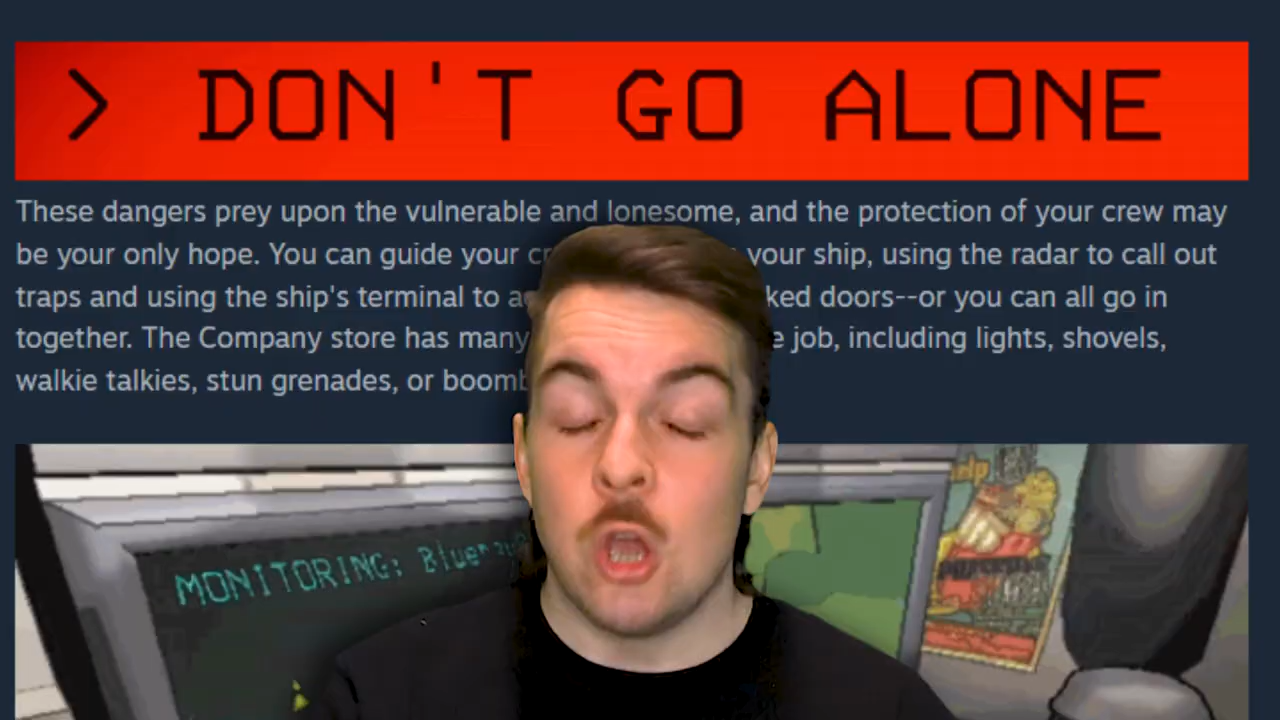 > DON'T GO ALONE
These dangers prey upon the vulnerable and lonesome, and the protection of your crew may
be your only hope. You can guide your your ship, using the radar to call out
traps and using the ship's terminal to doors--or you can all go in
together. The Company store has many job, including lights, shovels,
walkie talkies, stun grenades, or
help
MONITORING: